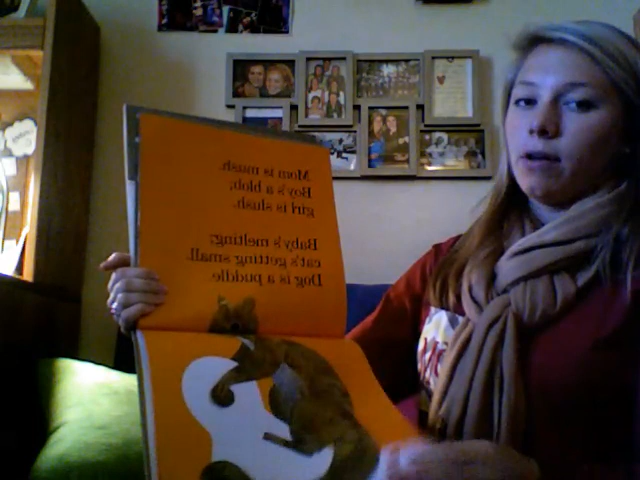 Mom is mush.
Boy's a blob;
girl is slush.
Baby's melting;
cat's getting small.
Dog is a puddle.